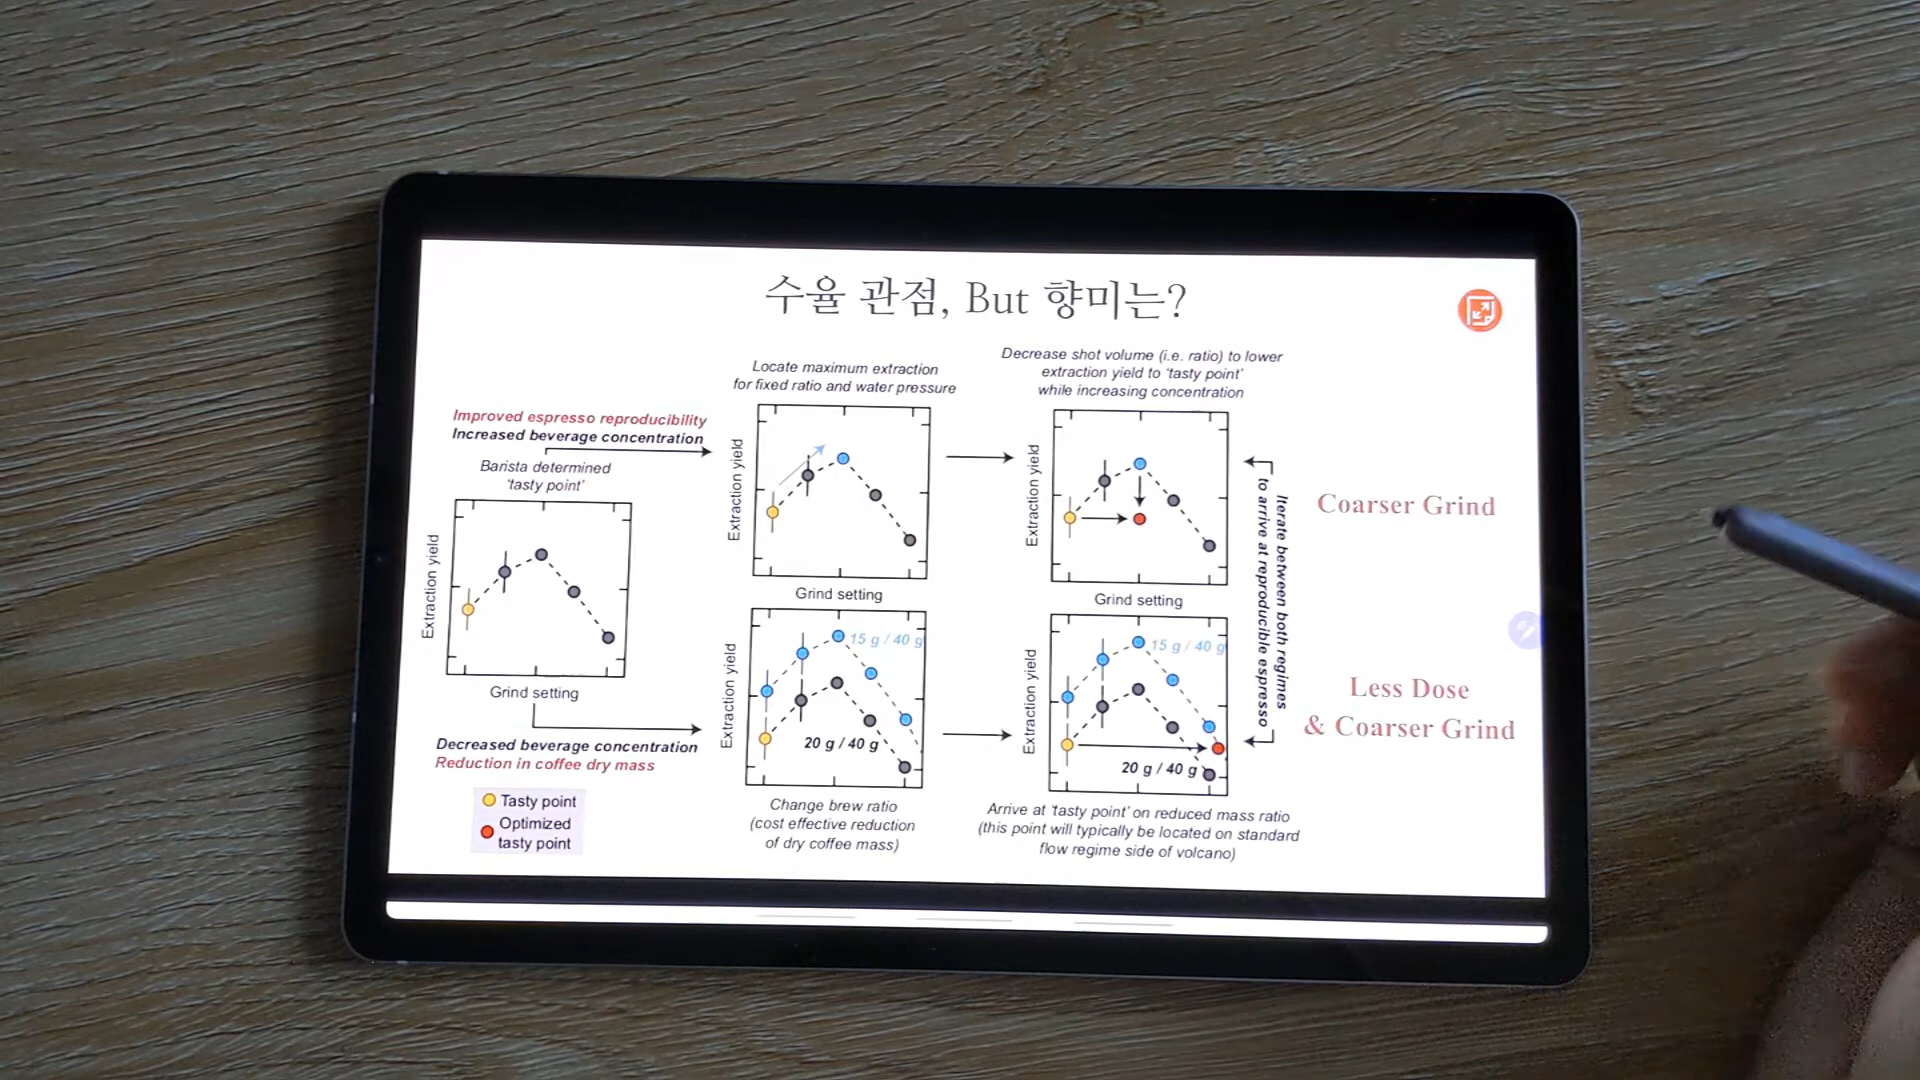 수율 관점, But 향미는?
Improved espresso reproducibility
Increased beverage concentration
Barista determined
'tasty point'
Extraction yield
Grind setting
Decreased beverage concentration
Reduction in coffee dry mass
Tasty point
Optimized
tasty point
Locate maximum extraction
for fixed ratio and water pressure
Extraction yield
Grind setting
Extraction yield
15 g / 40 g
20 g / 40 g
Change brew ratio
(cost effective reduction
of dry coffee mass)
Decrease shot volume (i.e. ratio) to lower
extraction yield to 'tasty point'
while increasing concentration
Extraction yield
Grind setting
Extraction yield
15 g / 40 g
20 g / 40 g
Arrive at 'tasty point' on reduced mass ratio
(this point will typically be located on standard
flow regime side of volcano)
Iterate between both regimes
to arrive at reproducible espresso
Coarser Grind
Less Dose
& Coarser Grind